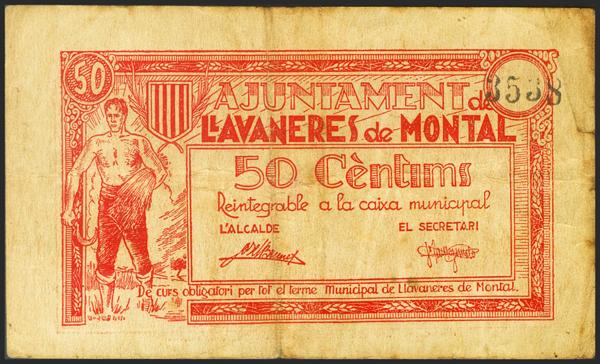 50
AJUNTAMENT de
LLAVANERES de MONTAL
3538
50 Cèntims
Reintegrable a la caixa municipal
L'ALCALDE EL SECRETARI
De curs obligatori per tot el terme Municipal de Llavaneres de Montal.